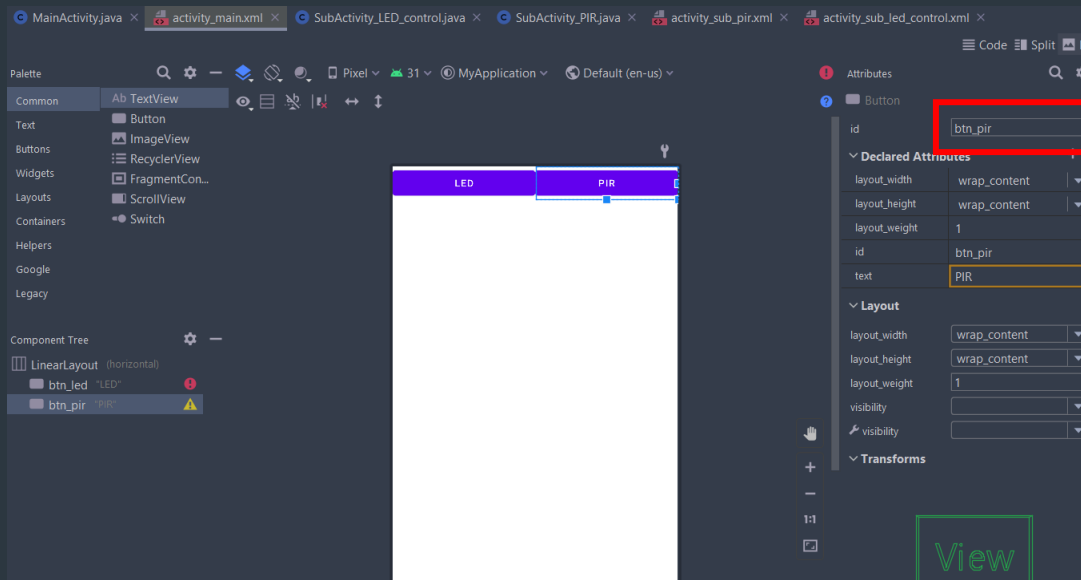 MainActivity.java activity_main.xml SubActivity_LED_control.java SubActivity_PIR.java activity_sub_pir.xml activity_sub_led_control.xml
Code Split
Palette
Pixel 31 MyApplication Default (en-us)
Attributes
Common
Text
Buttons
Widgets
Layouts
Containers
Helpers
Google
Legacy
Ab TextView
Button
ImageView
RecyclerView
FragmentCon...
ScrollView
Switch
LED PIR
Component Tree
LinearLayout (horizontal)
btn_led "LED"
btn_pir "PIR"
1:1
Button
id btn_pir
Declared Attributes
layout_width wrap_content
layout_height wrap_content
layout_weight 1
id btn_pir
text PIR
Layout
layout_width wrap_content
layout_height wrap_content
layout_weight 1
visibility
visibility
Transforms
View